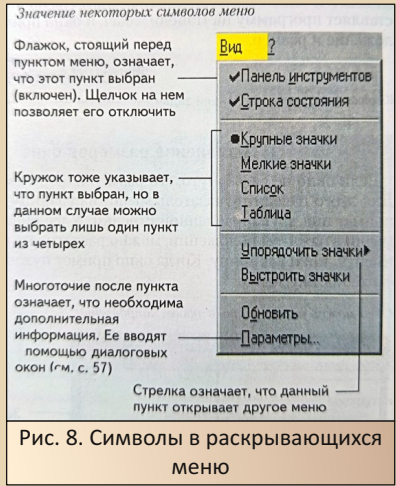 Значение некоторых символов меню
Флажок, стоящий перед
пунктом меню, означает,
что этот пункт выбран
(включен). Щелчок на нем
позволяет его отключить
Кружок тоже указывает,
что пункт выбран, но в
данном случае можно
выбрать лишь один пункт
из четырех
Многоточие после пункта
означает, что необходима
дополнительная
информация. Ее вводят
помощью диалоговых
окон (см. с. 57)
Вид ?
✔Панель инструментов
✔Строка состояния
●Крупные значки
Мелкие значки
Список
Таблица
Упорядочить значки▶
Выстроить значки
Обновить
Параметры...
Стрелка означает, что данный
пункт открывает другое меню
Рис. 8. Символы в раскрывающихся
меню